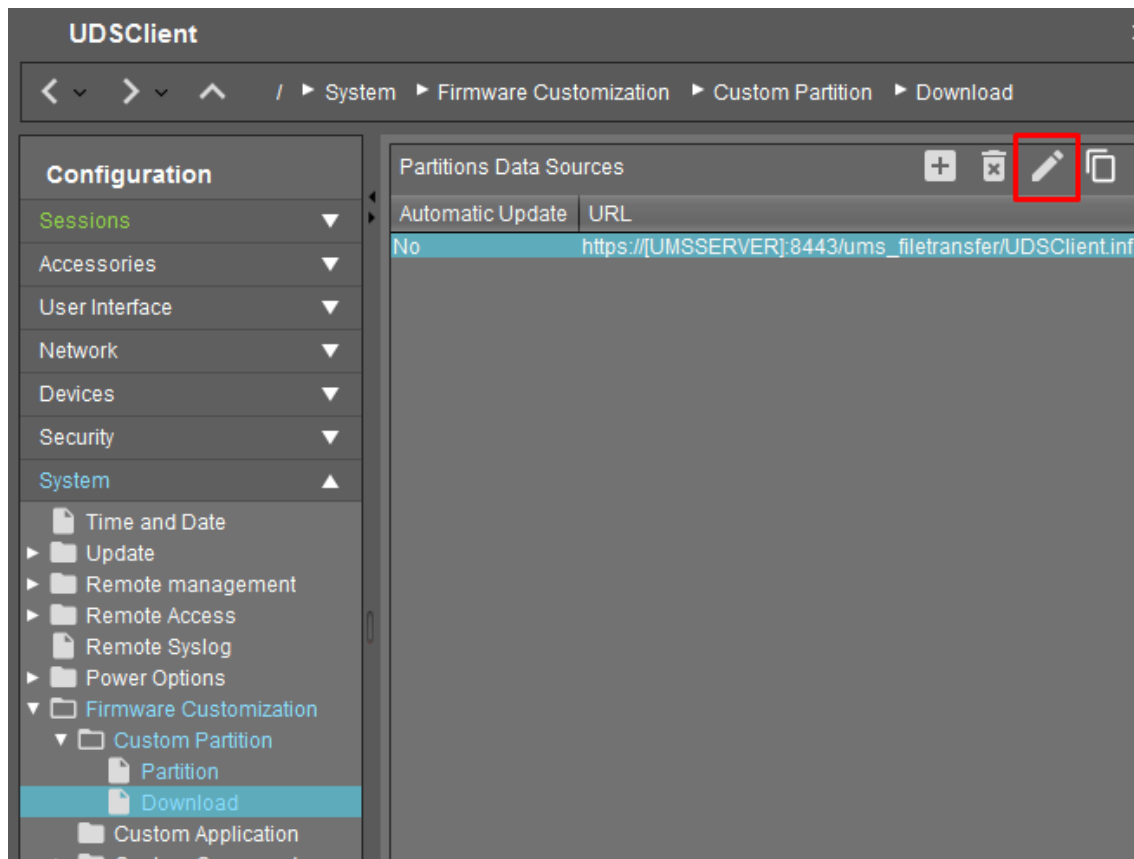 UDSClient
/ System Firmware Customization Custom Partition Download
Configuration
Sessions
Accessories
User Interface
Network
Devices
Security
System
Time and Date
Update
Remote management
Remote Access
Remote Syslog
Power Options
Firmware Customization
Custom Partition
Partition
Download
Custom Application
Partitions Data Sources
Automatic Update URL
No https://[UMSSERVER]:8443/ums_filetransfer/UDSClient.inf